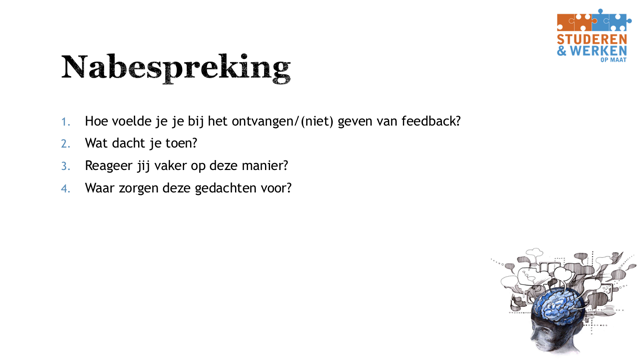 STUDEREN
& WERKEN
OP MAAT
Nabespreking
1. Hoe voelde je je bij het ontvangen/(niet) geven van feedback?
2. Wat dacht je toen?
3. Reageer jij vaker op deze manier?
4. Waar zorgen deze gedachten voor?